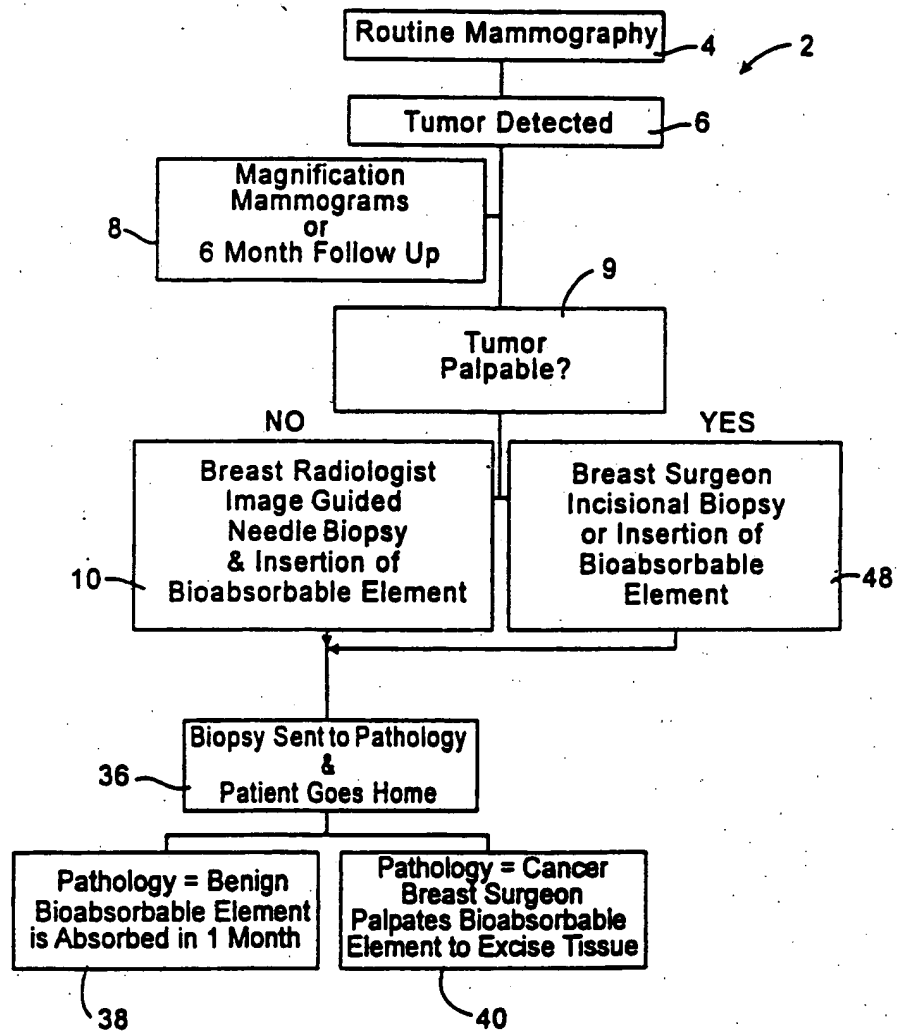 Routine Mammography
4
2
Tumor Detected
6
Magnification
Mammograms
or
6 Month Follow Up
8
9
Tumor
Palpable?
NO
YES
Breast Radiologist
Image Guided
Needle Biopsy
& Insertion of
Bioabsorbable Element
10
Breast Surgeon
Incisional Biopsy
or Insertion of
Bioabsorbable
Element
48
Biopsy Sent to Pathology
&
Patient Goes Home
36
Pathology = Benign
Bioabsorbable Element
is Absorbed in 1 Month
38
Pathology = Cancer
Breast Surgeon
Palpates Bioabsorbable
Element to Excise Tissue
40